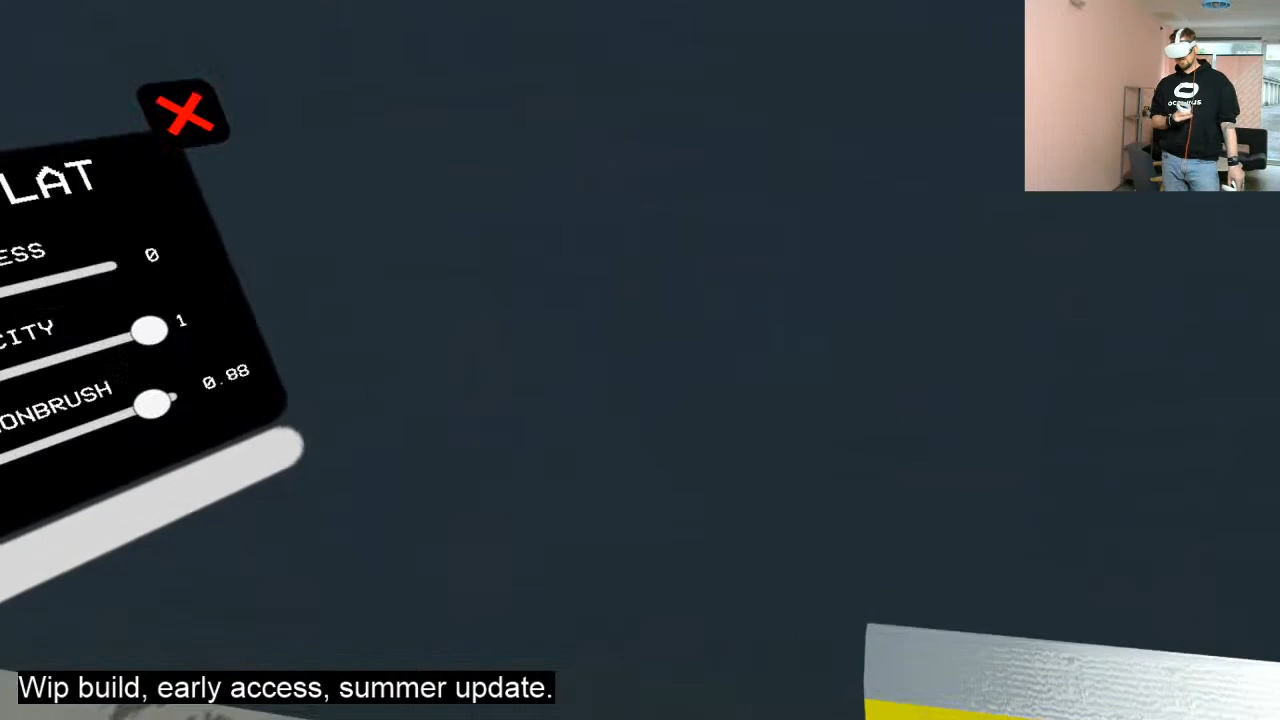 LAT
ESS 0
CITY 1
ONBRUSH 0.88
Wip build, early access, summer update.